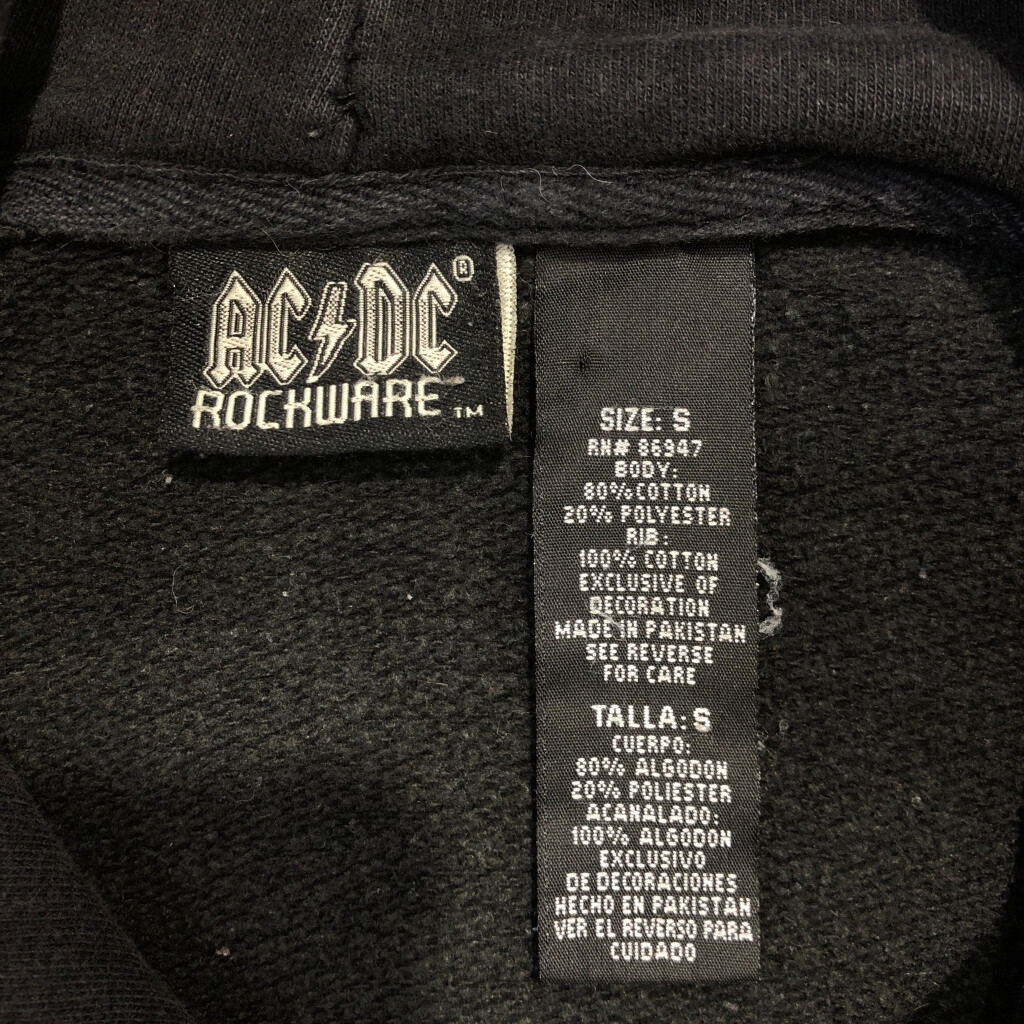 AC⚡DC®
ROCKWARE™
SIZE: S
RN# 86947
BODY:
80% COTTON
20% POLYESTER
RIB:
100% COTTON
EXCLUSIVE OF
DECORATION
MADE IN PAKISTAN
SEE REVERSE
FOR CARE
TALLA: S
CUERPO:
80% ALGODON
20% POLIESTER
ACANALADO:
100% ALGODON
EXCLUSIVO
DE DECORACIONES
HECHO EN PAKISTAN
VER EL REVERSO PARA
CUIDADO